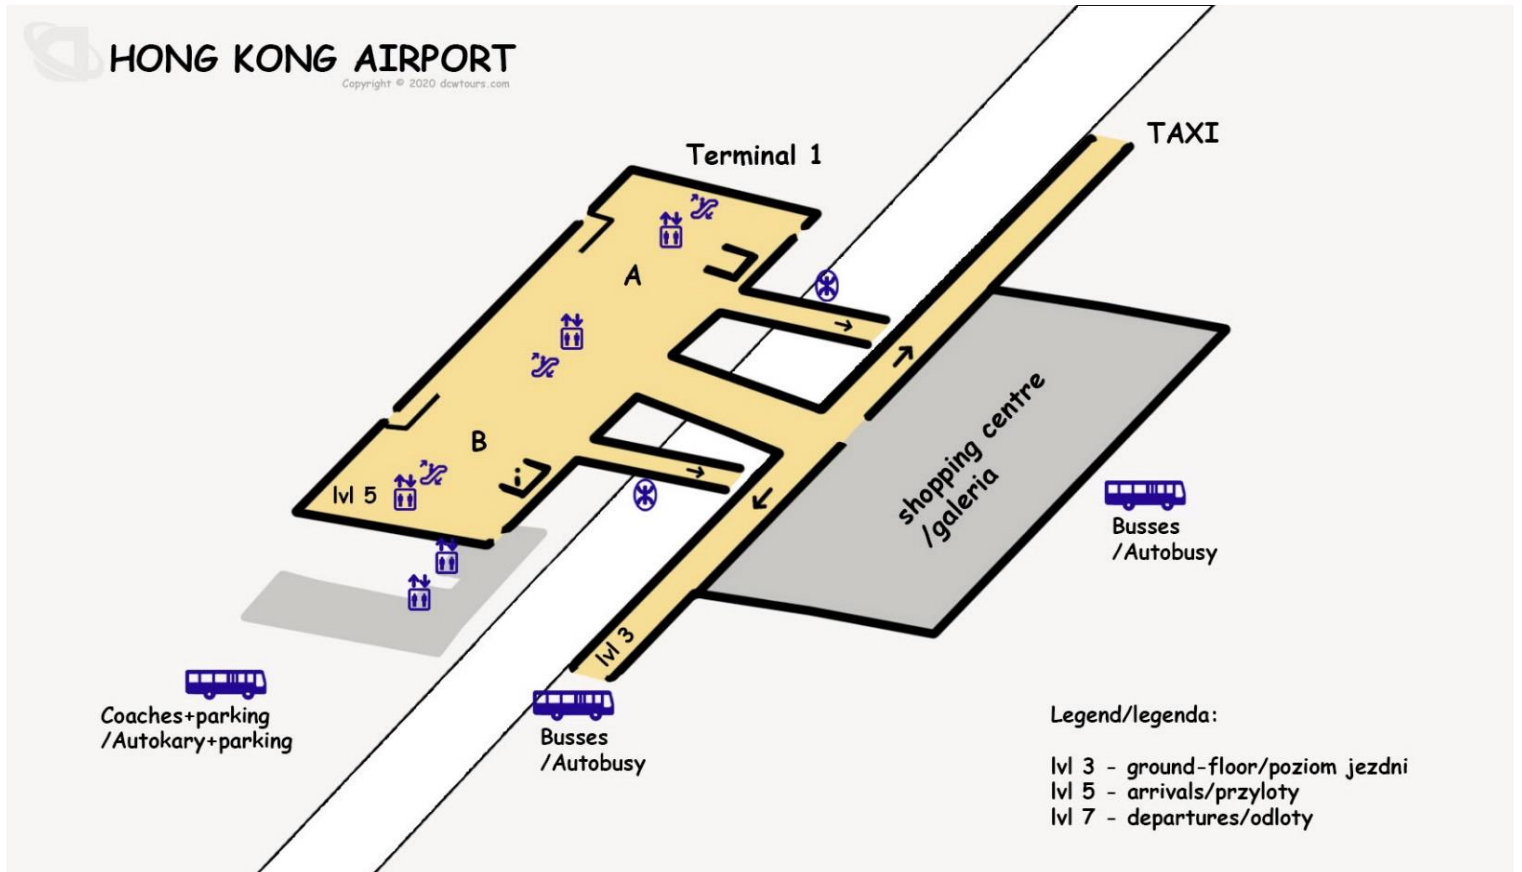 HONG KONG AIRPORT
Copyright © 2020 dcwtours.com
Terminal 1
TAXI
A
B
lvl 5
shopping centre
/galeria
lvl 3
Busses
/Autobusy
Coaches+parking
/Autokary+parking
Busses
/Autobusy
Legend/legenda:
lvl 3 - ground-floor/poziom jezdni
lvl 5 - arrivals/przyloty
lvl 7 - departures/odloty